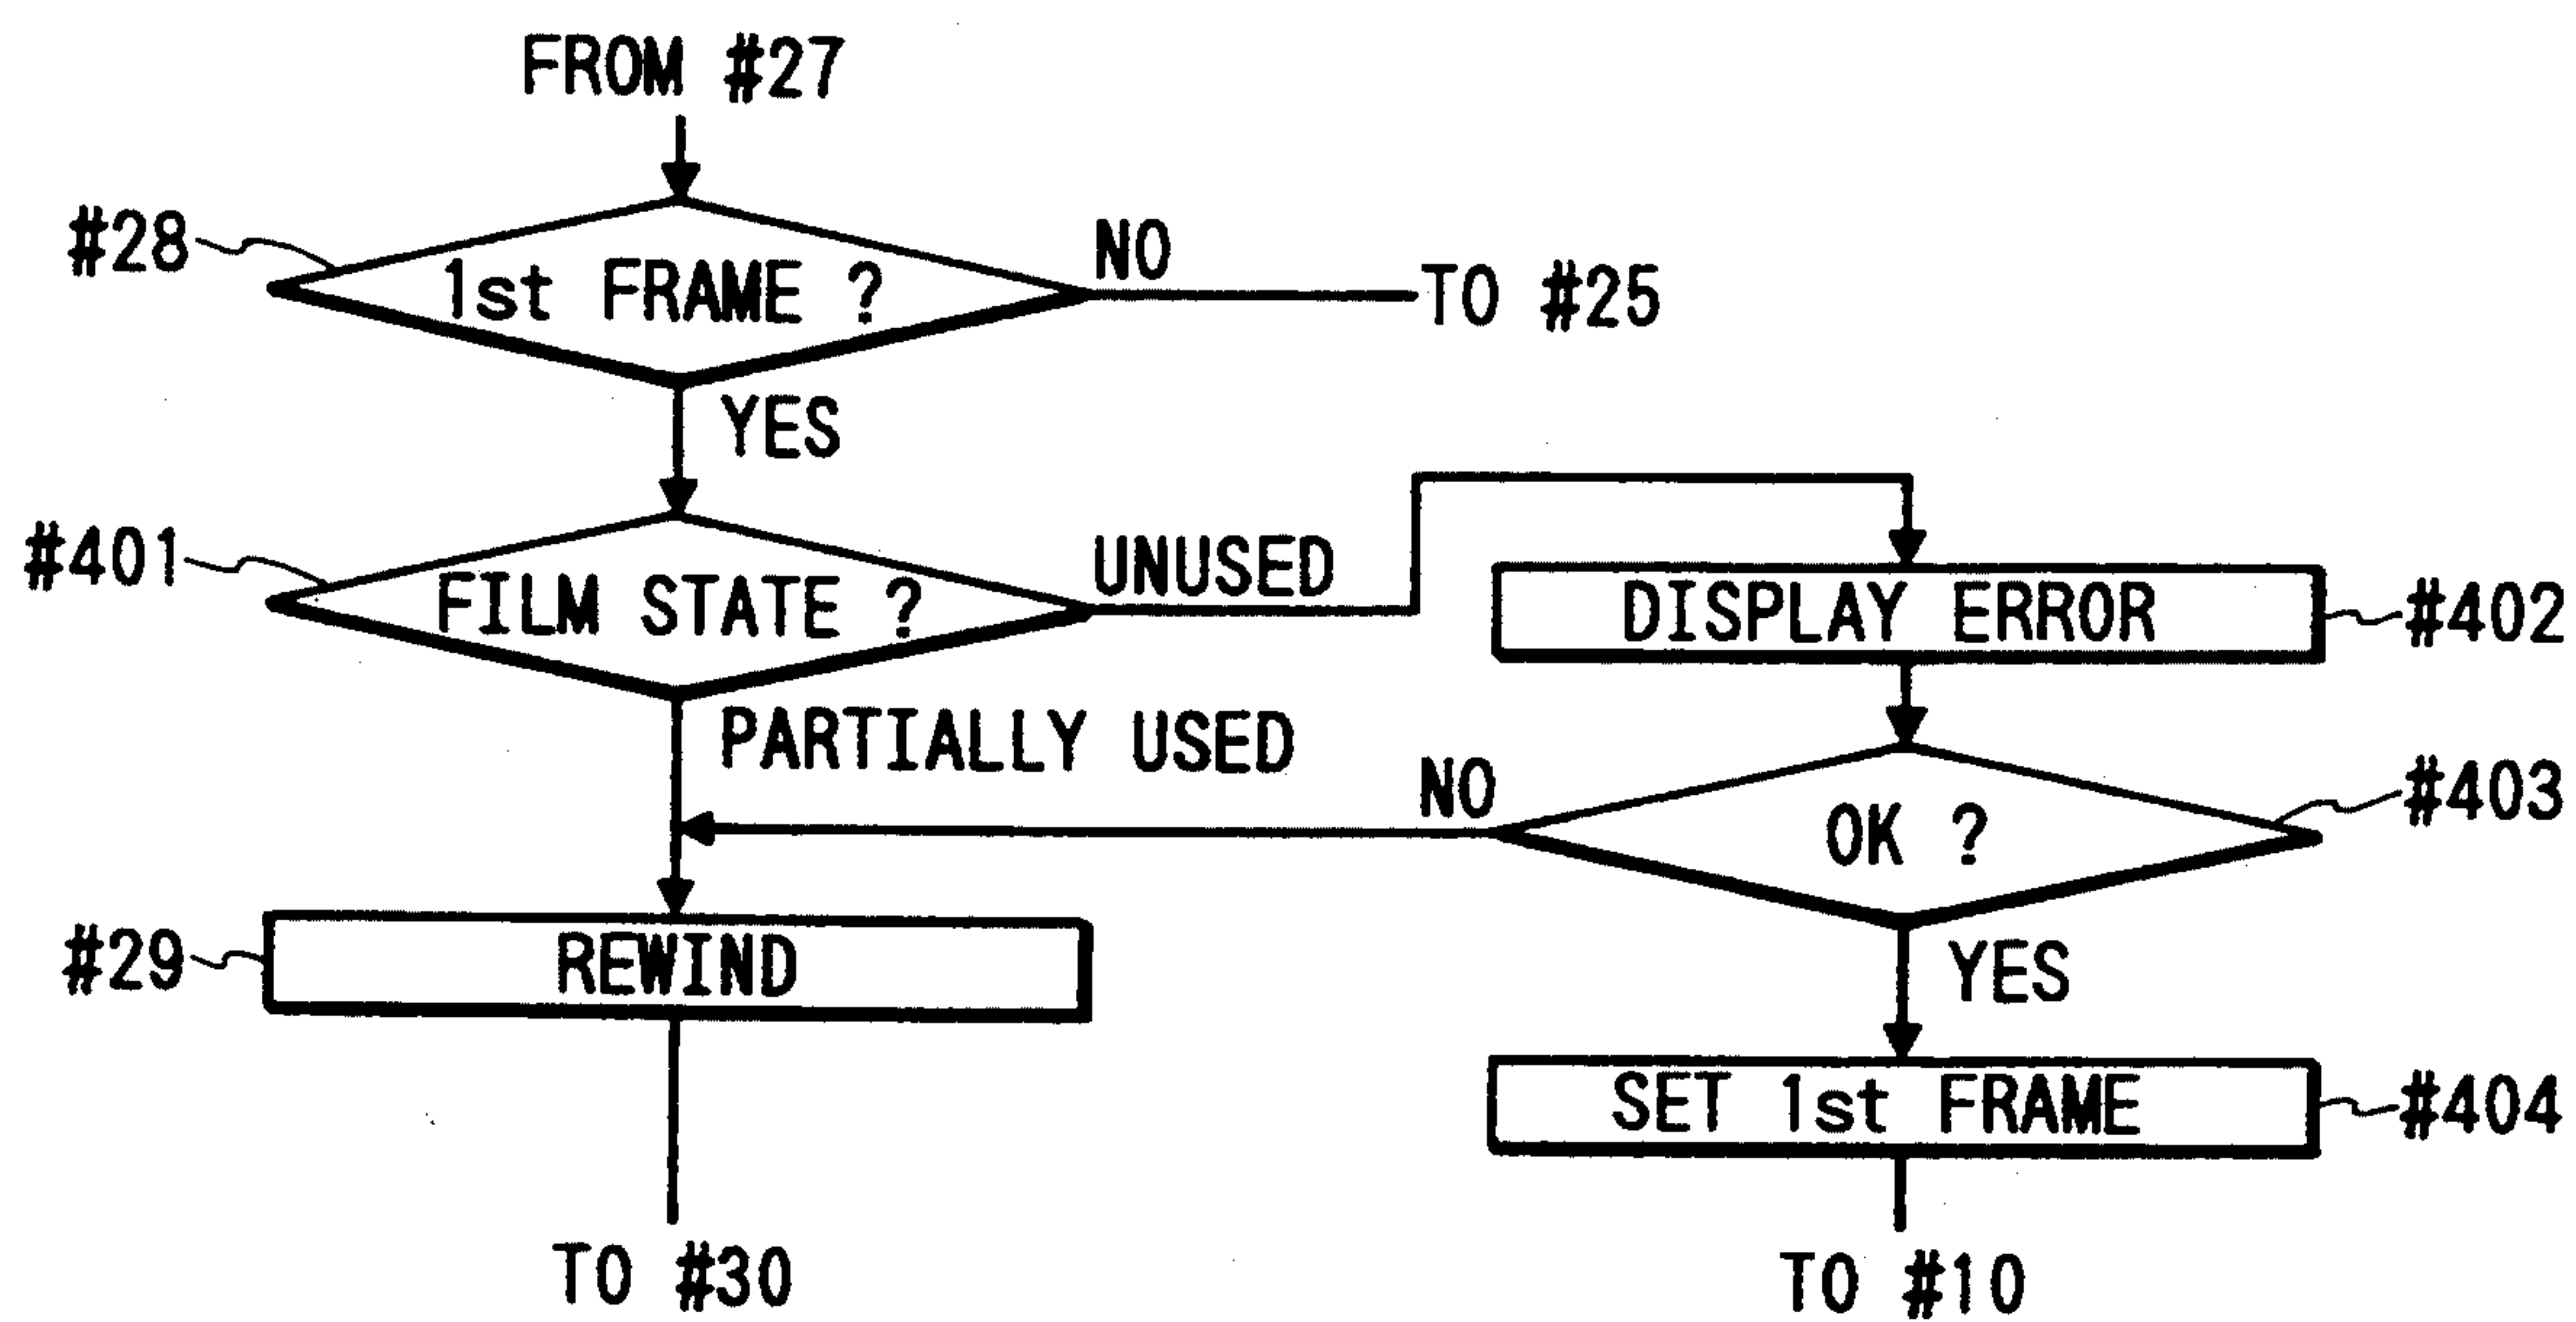 FROM #27
#28
1st FRAME ?
NO
TO #25
YES
#401
FILM STATE ?
UNUSED
DISPLAY ERROR
#402
PARTIALLY USED
NO
OK ?
#403
#29
REWIND
YES
SET 1st FRAME
#404
TO #30
TO #10